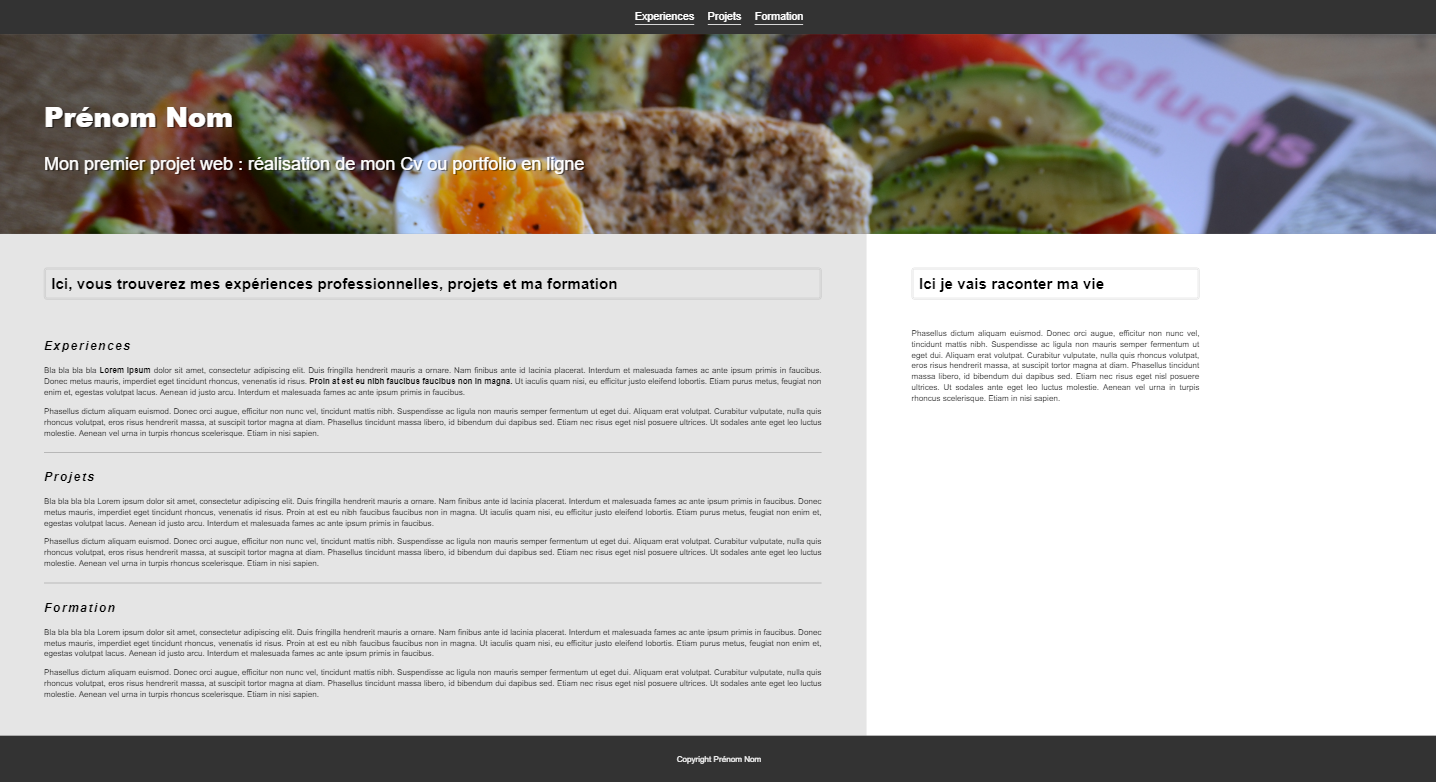 Experiences Projets Formation
kkefuchs
Prénom Nom
Mon premier projet web : réalisation de mon Cv ou portfolio en ligne
Ici, vous trouverez mes expériences professionnelles, projets et ma formation
Experiences
Bla bla bla bla Lorem ipsum dolor sit amet, consectetur adipiscing elit. Duis fringilla hendrerit mauris a ornare. Nam finibus ante id lacinia placerat. Interdum et malesuada fames ac ante ipsum primis in faucibus.
Donec metus mauris, imperdiet eget tincidunt rhoncus, venenatis id risus. Proin at est eu nibh faucibus faucibus non in magna. Ut iaculis quam nisi, eu efficitur justo eleifend lobortis. Etiam purus metus, feugiat non
enim et, egestas volutpat lacus. Aenean id justo arcu. Interdum et malesuada fames ac ante ipsum primis in faucibus.
Phasellus dictum aliquam euismod. Donec orci augue, efficitur non nunc vel, tincidunt mattis nibh. Suspendisse ac ligula non mauris semper fermentum ut eget dui. Aliquam erat volutpat. Curabitur vulputate, nulla quis
rhoncus volutpat, eros risus hendrerit massa, at suscipit tortor magna at diam. Phasellus tincidunt massa libero, id bibendum dui dapibus sed. Etiam nec risus eget nisl posuere ultrices. Ut sodales ante eget leo luctus
molestie. Aenean vel urna in turpis rhoncus scelerisque. Etiam in nisi sapien.
Projets
Bla bla bla bla Lorem ipsum dolor sit amet, consectetur adipiscing elit. Duis fringilla hendrerit mauris a ornare. Nam finibus ante id lacinia placerat. Interdum et malesuada fames ac ante ipsum primis in faucibus. Donec
metus mauris, imperdiet eget tincidunt rhoncus, venenatis id risus. Proin at est eu nibh faucibus faucibus non in magna. Ut iaculis quam nisi, eu efficitur justo eleifend lobortis. Etiam purus metus, feugiat non enim et,
egestas volutpat lacus. Aenean id justo arcu. Interdum et malesuada fames ac ante ipsum primis in faucibus.
Phasellus dictum aliquam euismod. Donec orci augue, efficitur non nunc vel, tincidunt mattis nibh. Suspendisse ac ligula non mauris semper fermentum ut eget dui. Aliquam erat volutpat. Curabitur vulputate, nulla quis
rhoncus volutpat, eros risus hendrerit massa, at suscipit tortor magna at diam. Phasellus tincidunt massa libero, id bibendum dui dapibus sed. Etiam nec risus eget nisl posuere ultrices. Ut sodales ante eget leo luctus
molestie. Aenean vel urna in turpis rhoncus scelerisque. Etiam in nisi sapien.
Formation
Bla bla bla bla Lorem ipsum dolor sit amet, consectetur adipiscing elit. Duis fringilla hendrerit mauris a ornare. Nam finibus ante id lacinia placerat. Interdum et malesuada fames ac ante ipsum primis in faucibus. Donec
metus mauris, imperdiet eget tincidunt rhoncus, venenatis id risus. Proin at est eu nibh faucibus faucibus non in magna. Ut iaculis quam nisi, eu efficitur justo eleifend lobortis. Etiam purus metus, feugiat non enim et,
egestas volutpat lacus. Aenean id justo arcu. Interdum et malesuada fames ac ante ipsum primis in faucibus.
Phasellus dictum aliquam euismod. Donec orci augue, efficitur non nunc vel, tincidunt mattis nibh. Suspendisse ac ligula non mauris semper fermentum ut eget dui. Aliquam erat volutpat. Curabitur vulputate, nulla quis
rhoncus volutpat, eros risus hendrerit massa, at suscipit tortor magna at diam. Phasellus tincidunt massa libero, id bibendum dui dapibus sed. Etiam nec risus eget nisl posuere ultrices. Ut sodales ante eget leo luctus
molestie. Aenean vel urna in turpis rhoncus scelerisque. Etiam in nisi sapien.
Ici je vais raconter ma vie
Phasellus dictum aliquam euismod. Donec orci augue, efficitur non nunc vel,
tincidunt mattis nibh. Suspendisse ac ligula non mauris semper fermentum ut
eget dui. Aliquam erat volutpat. Curabitur vulputate, nulla quis rhoncus volutpat,
eros risus hendrerit massa, at suscipit tortor magna at diam. Phasellus tincidunt
massa libero, id bibendum dui dapibus sed. Etiam nec risus eget nisl posuere
ultrices. Ut sodales ante eget leo luctus molestie. Aenean vel urna in turpis
rhoncus scelerisque. Etiam in nisi sapien.
Copyright Prénom Nom